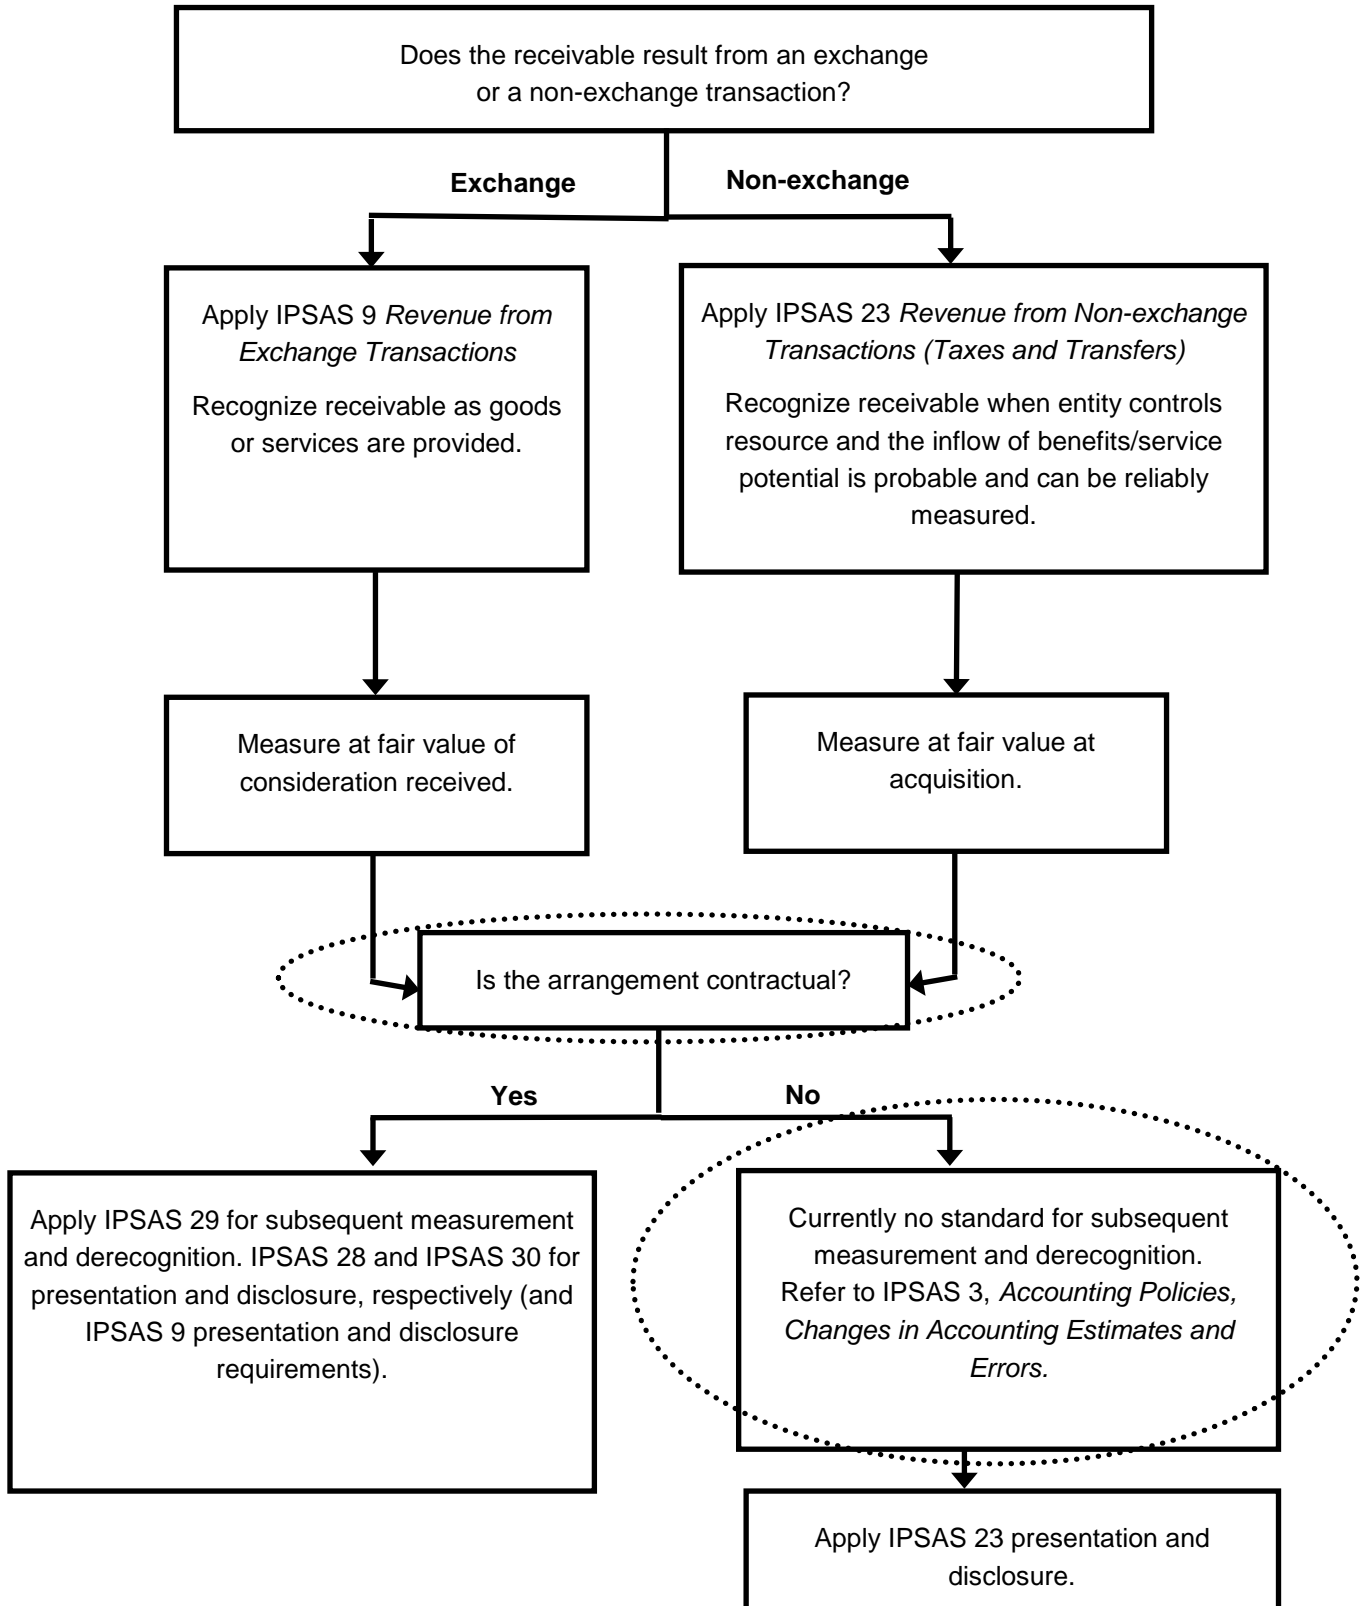 Does the receivable result from an exchange
or a non-exchange transaction?
Exchange
Non-exchange
Apply IPSAS 9 Revenue from
Exchange Transactions
Recognize receivable as goods
or services are provided.
Apply IPSAS 23 Revenue from Non-exchange
Transactions (Taxes and Transfers)
Recognize receivable when entity controls
resource and the inflow of benefits/service
potential is probable and can be reliably
measured.
Measure at fair value of
consideration received.
Measure at fair value at
acquisition.
Is the arrangement contractual?
Yes
No
Apply IPSAS 29 for subsequent measurement
and derecognition. IPSAS 28 and IPSAS 30 for
presentation and disclosure, respectively (and
IPSAS 9 presentation and disclosure
requirements).
Currently no standard for subsequent
measurement and derecognition.
Refer to IPSAS 3, Accounting Policies,
Changes in Accounting Estimates and
Errors.
Apply IPSAS 23 presentation and
disclosure.